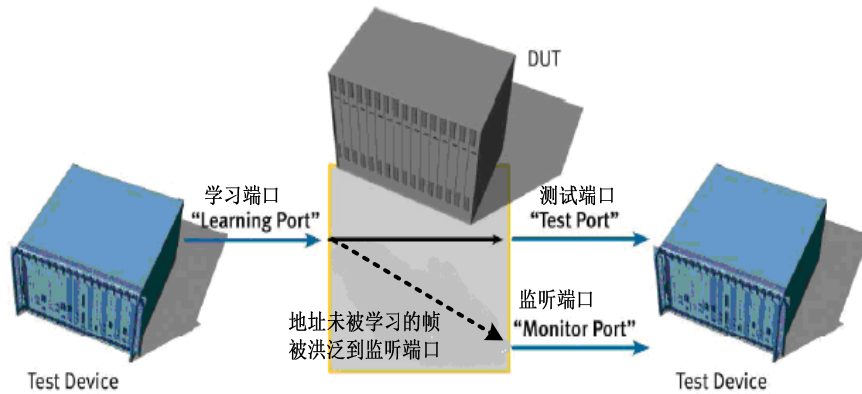 DUT
学习端口
“Learning Port”
测试端口
“Test Port”
地址未被学习的帧
被洪泛到监听端口
监听端口
“Monitor Port”
Test Device
Test Device